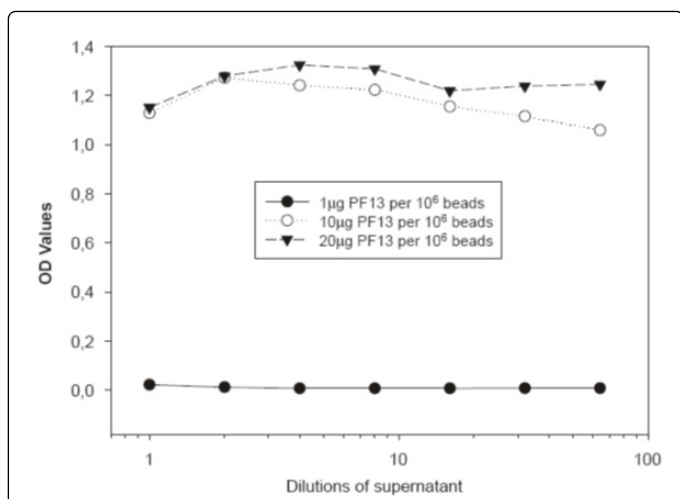 1,4
1,2
1,0
0,8
0,6
0,4
0,2
0,0
OD Values
1µg PF13 per 10⁶ beads
10µg PF13 per 10⁶ beads
20µg PF13 per 10⁶ beads
1 10 100
Dilutions of supernatant